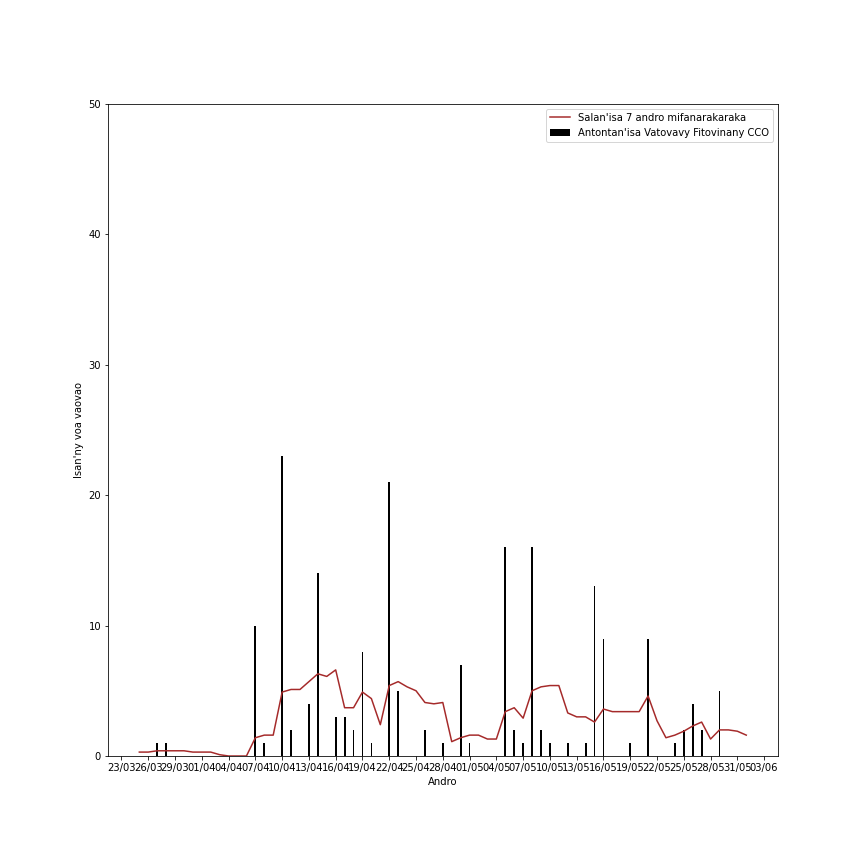 50
Salan'isa 7 andro mifanarakaraka
Antontan'isa Vatovavy Fitovinany CCO
40
30
20
10
0
Isan'ny voa vaovao
23/03 26/03 29/03 01/04 04/04 07/04 10/04 13/04 16/04 19/04 22/04 25/04 28/04 01/05 04/05 07/05 10/05 13/05 16/05 19/05 22/05 25/05 28/05 31/05 03/06
Andro